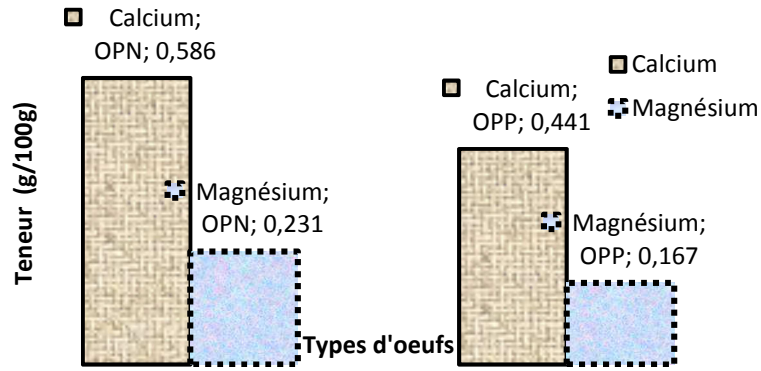 Calcium;
OPN; 0,586
Calcium;
OPP; 0,441
Calcium
Magnésium
Magnésium;
OPN; 0,231
Magnésium;
OPP; 0,167
Teneur (g/100g)
Types d'oeufs